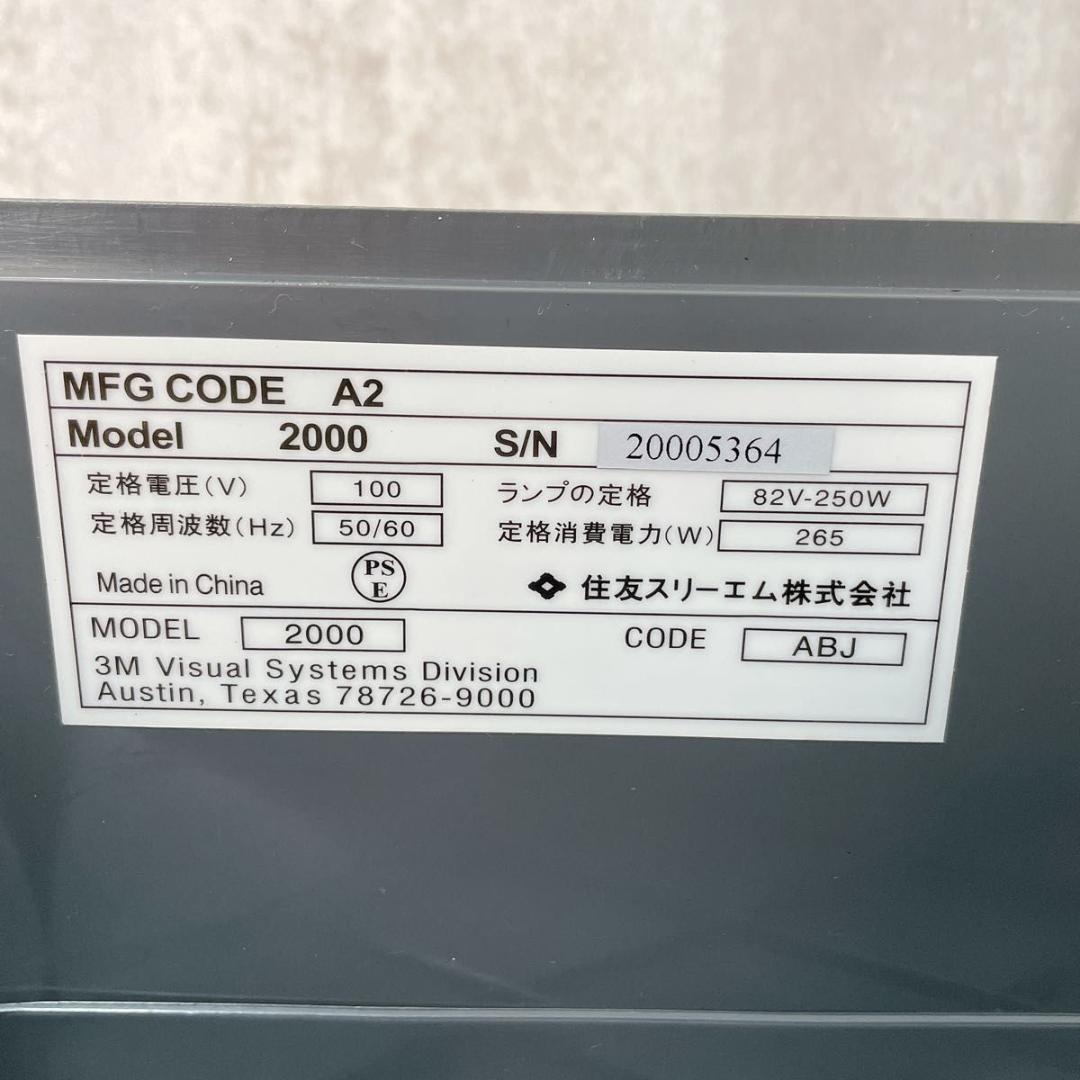 MFG CODE A2
Model 2000 S/N 20005364
定格電圧(V) 100 ランプの定格 82V-250W
定格周波数(Hz) 50/60 定格消費電力(W) 265
Made in China PS E 住友スリーエム株式会社
MODEL 2000 CODE ABJ
3M Visual Systems Division
Austin, Texas 78726-9000